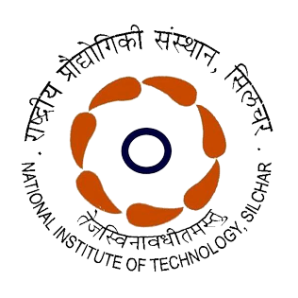 राष्ट्रीय प्रौद्योगिकी संस्थान, सिलचर
तेजस्विनावधीतमस्तु
NATIONAL INSTITUTE OF TECHNOLOGY, SILCHAR